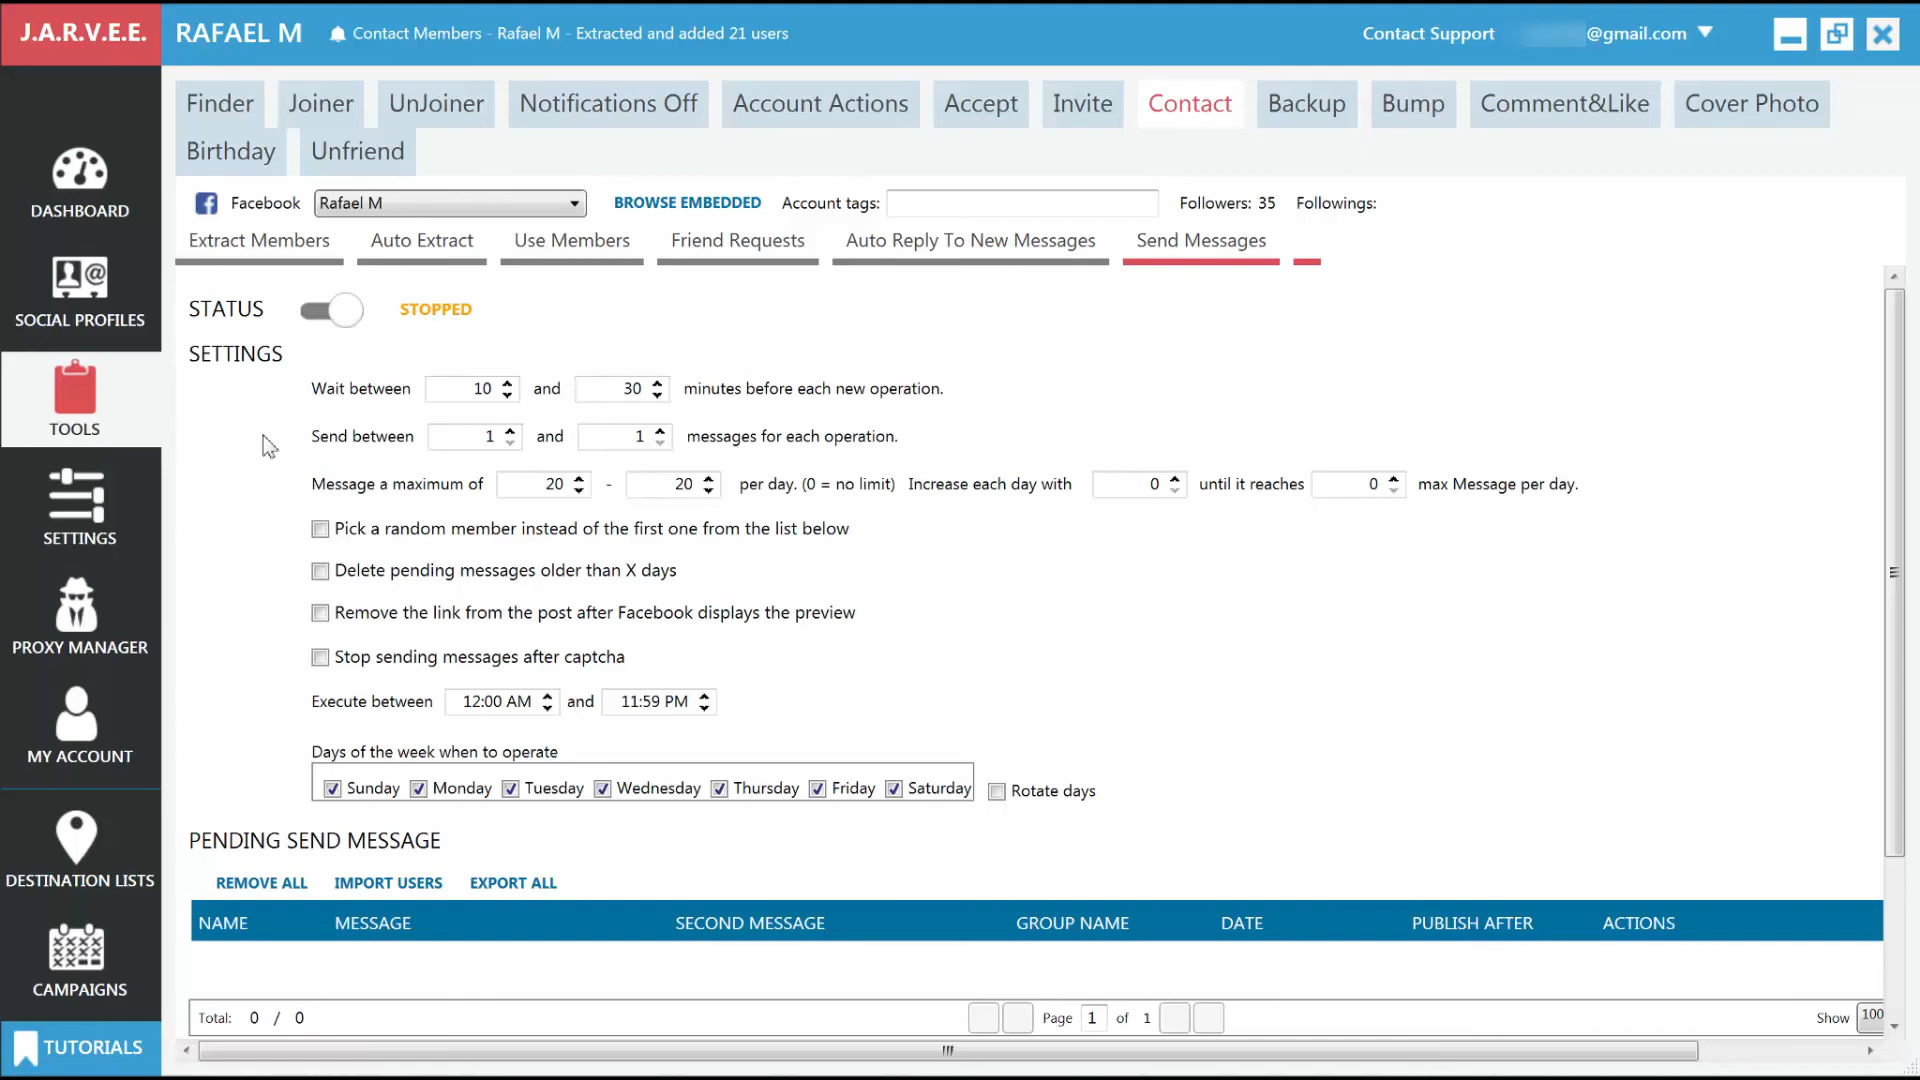 J.A.R.V.E.E. RAFAEL M Contact Members - Rafael M - Extracted and added 21 users Contact Support @gmail.com
Finder Joiner UnJoiner Notifications Off Account Actions Accept Invite Contact Backup Bump Comment&Like Cover Photo
Birthday Unfriend
Facebook Rafael M BROWSE EMBEDDED Account tags: Followers: 35 Followings:
Extract Members Auto Extract Use Members Friend Requests Auto Reply To New Messages Send Messages
STATUS STOPPED
SETTINGS
Wait between 10 and 30 minutes before each new operation.
Send between 1 and 1 messages for each operation.
Message a maximum of 20 - 20 per day. (0 = no limit) Increase each day with 0 until it reaches 0 max Message per day.
Pick a random member instead of the first one from the list below
Delete pending messages older than X days
Remove the link from the post after Facebook displays the preview
Stop sending messages after captcha
Execute between 12:00 AM and 11:59 PM
Days of the week when to operate
Sunday Monday Tuesday Wednesday Thursday Friday Saturday Rotate days
PENDING SEND MESSAGE
REMOVE ALL IMPORT USERS EXPORT ALL
NAME MESSAGE SECOND MESSAGE GROUP NAME DATE PUBLISH AFTER ACTIONS
Total: 0 / 0 Page 1 of 1 Show 100
DASHBOARD
SOCIAL PROFILES
TOOLS
SETTINGS
PROXY MANAGER
MY ACCOUNT
DESTINATION LISTS
CAMPAIGNS
TUTORIALS